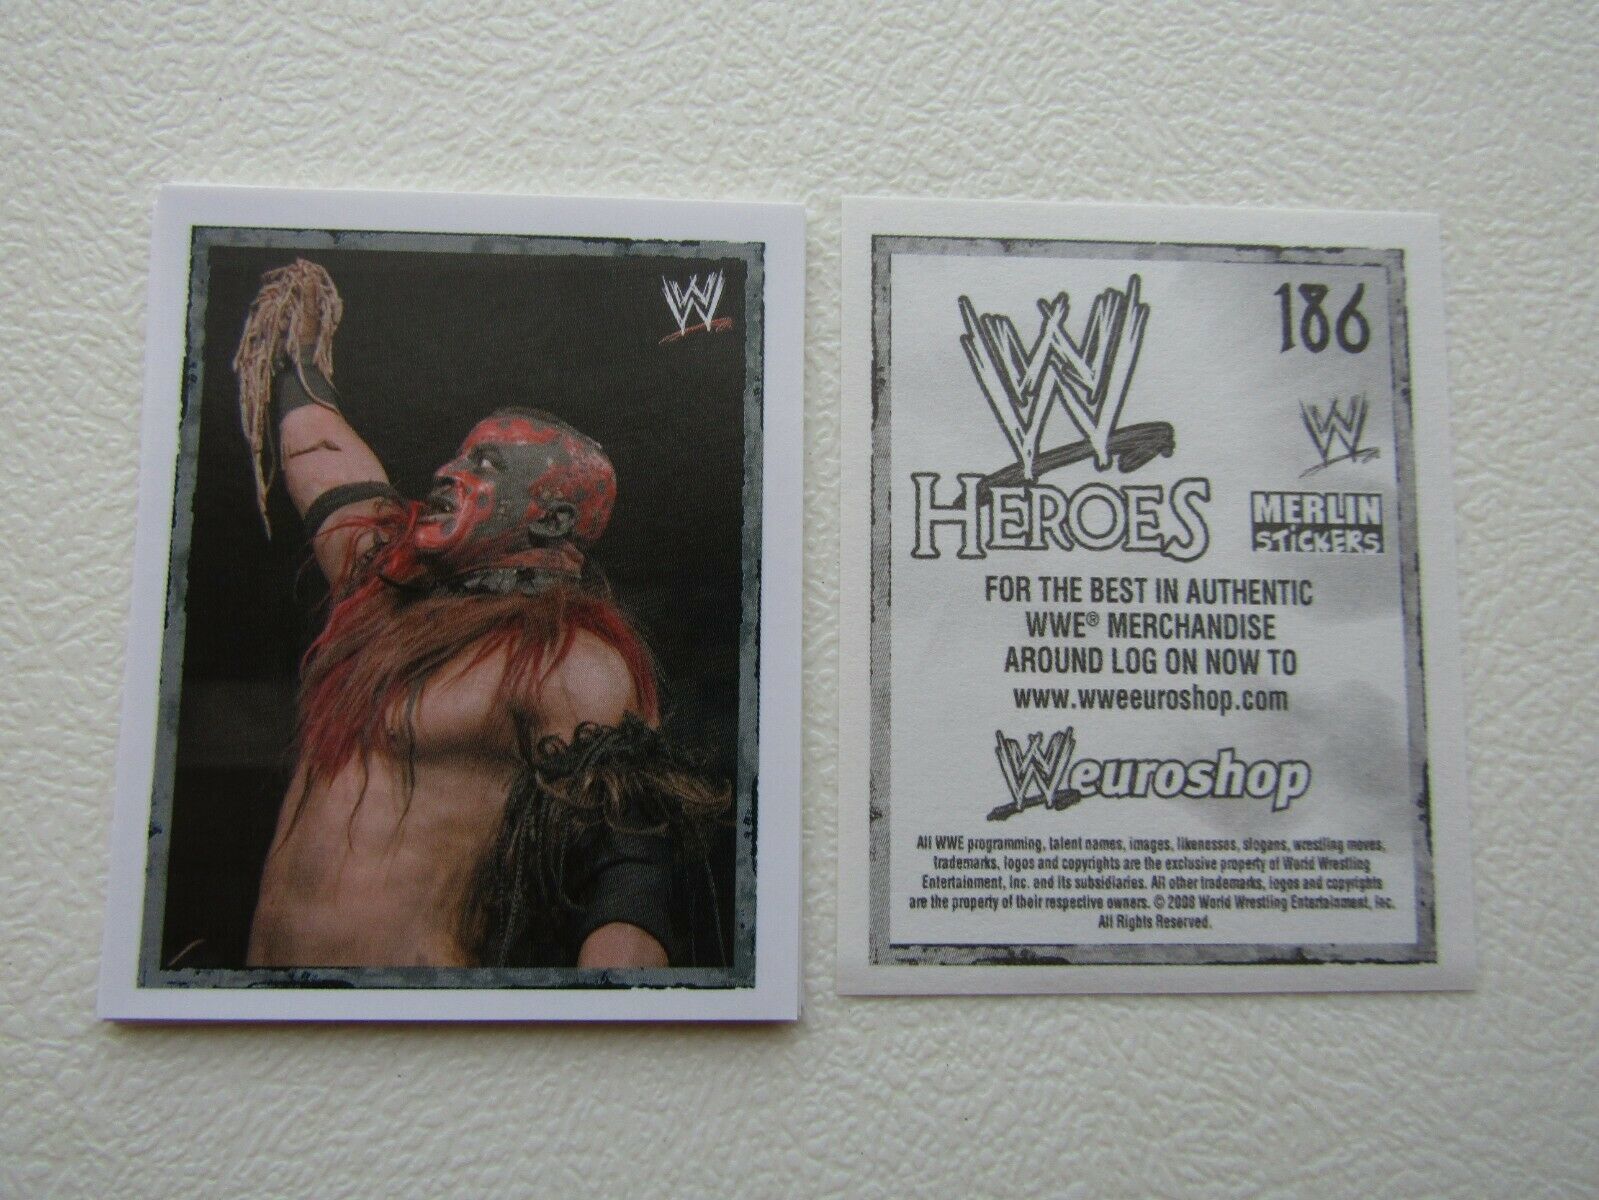 W
W
186
W
HEROES
MERLIN
STICKERS
FOR THE BEST IN AUTHENTIC
WWE® MERCHANDISE
AROUND LOG ON NOW TO
www.wweeuroshop.com
W euroshop
All WWE programming, talent names, images, likenesses, slogans, wrestling moves,
trademarks, logos and copyrights are the exclusive property of World Wrestling
Entertainment, Inc. and its subsidiaries. All other trademarks, logos and copyrights
are the property of their respective owners. © 2008 World Wrestling Entertainment, Inc.
All Rights Reserved.